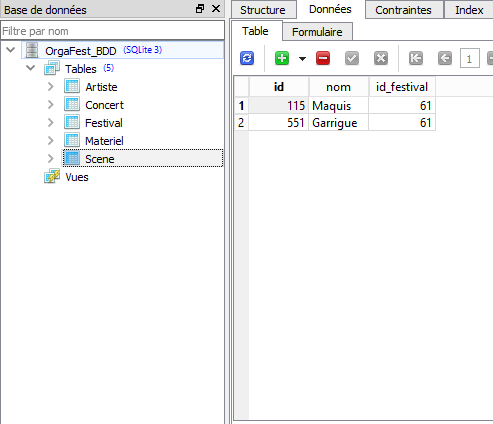 Base de données
Filtre par nom
OrgaFest_BDD (SQLite 3)
Tables (5)
Artiste
Concert
Festival
Materiel
Scene
Vues
Structure Données Contraintes Index
Table Formulaire
1
id nom id_festival
1 115 Maquis 61
2 551 Garrigue 61